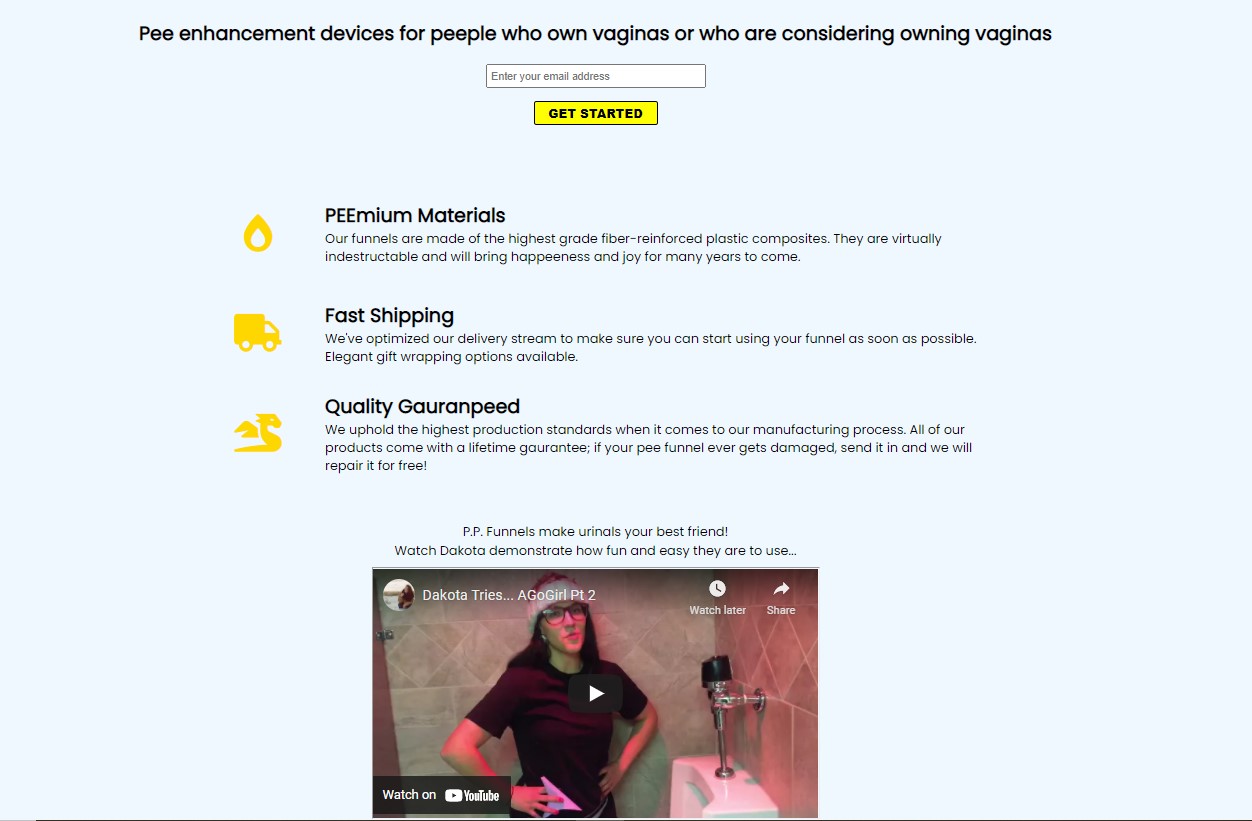 Pee enhancement devices for peeple who own vaginas or who are considering owning vaginas
Enter your email address
GET STARTED
PEEmium Materials
Our funnels are made of the highest grade fiber-reinforced plastic composites. They are virtually
indestructable and will bring happeeness and joy for many years to come.
Fast Shipping
We've optimized our delivery stream to make sure you can start using your funnel as soon as possible.
Elegant gift wrapping options available.
Quality Gauranpeed
We uphold the highest production standards when it comes to our manufacturing process. All of our
products come with a lifetime gaurantee; if your pee funnel ever gets damaged, send it in and we will
repair it for free!
P.P. Funnels make urinals your best friend!
Watch Dakota demonstrate how fun and easy they are to use...
Dakota Tries... AGoGirl Pt 2
Watch later
Share
Watch on YouTube